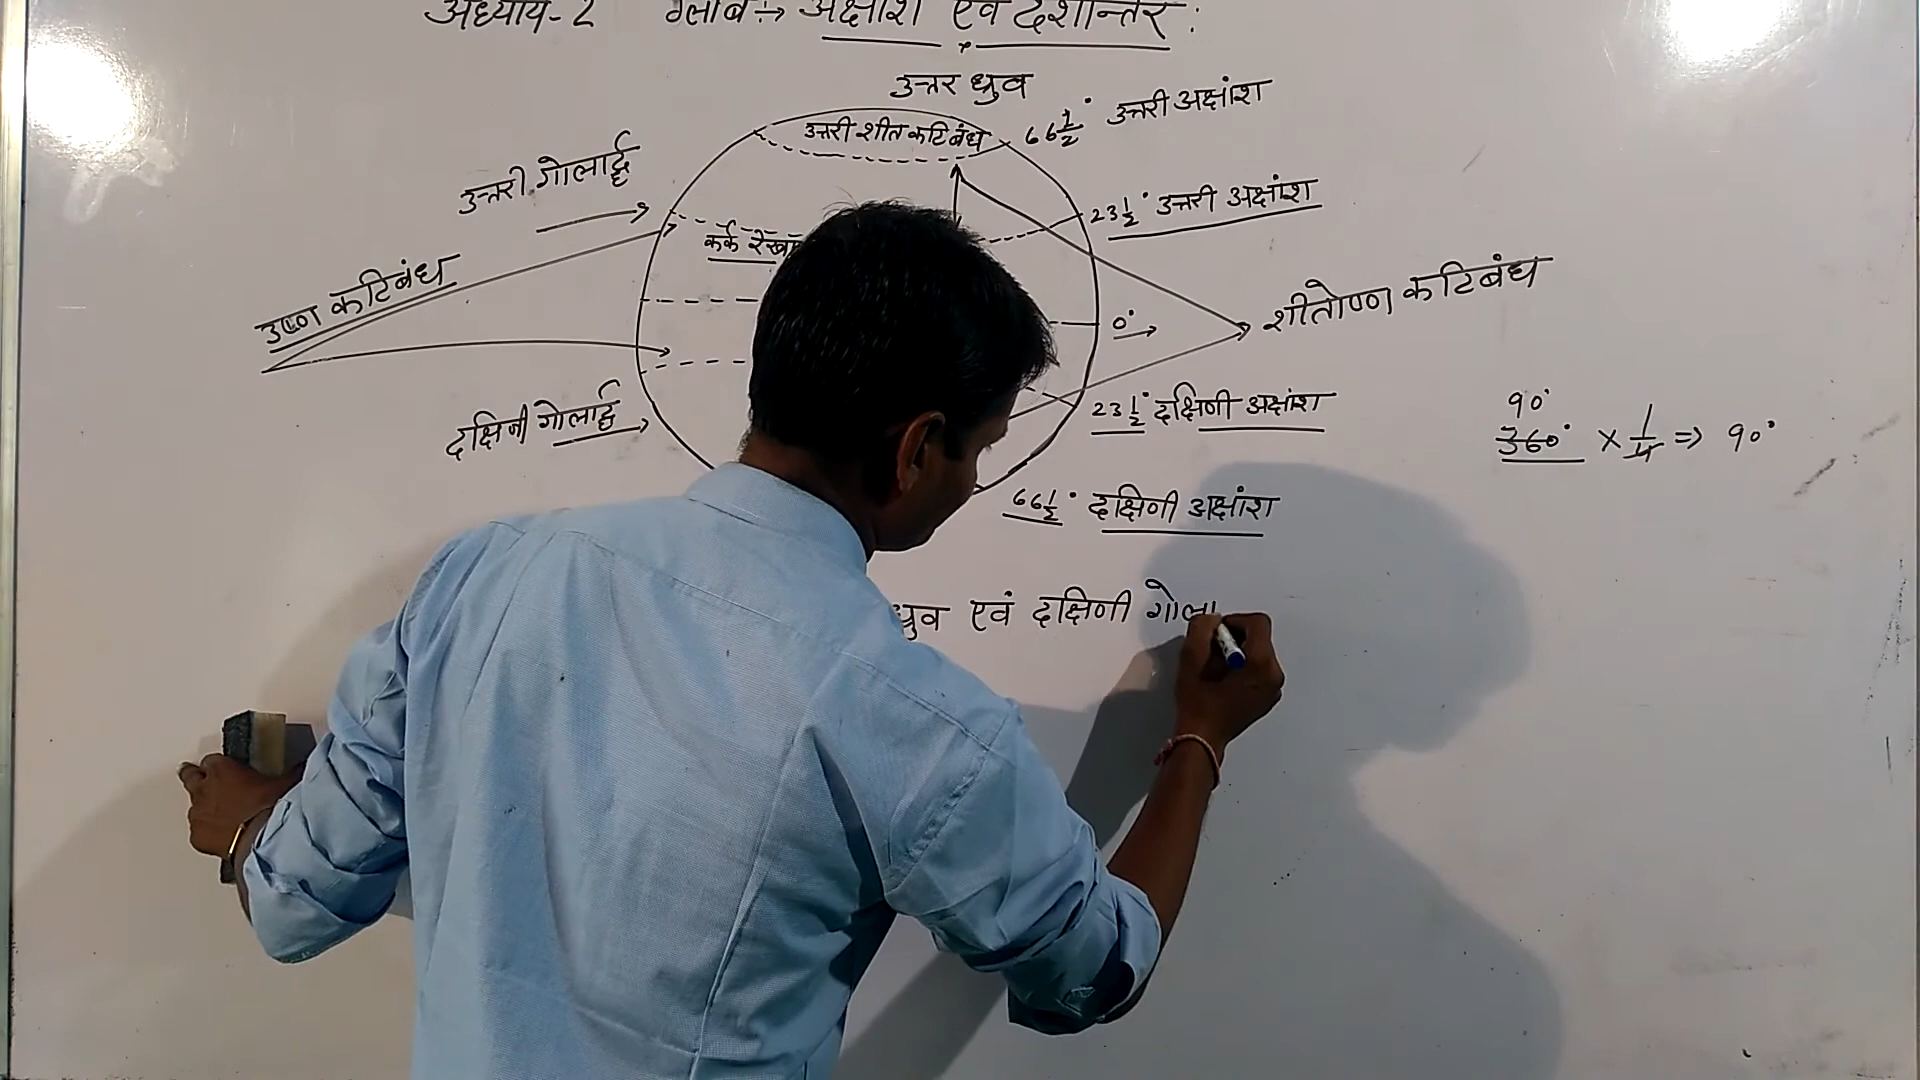 अध्याय-2 ग्लोब :→ अक्षांश एवं देशान्तर :
उत्तर ध्रुव
66½° उत्तरी अक्षांश
उत्तरी शीत कटिबंध
उत्तरी गोलार्द्ध
23½° उत्तरी अक्षांश
कर्क रेखा
उष्ण कटिबंध
शीतोष्ण कटिबंध
0°
दक्षिनी गोलार्द्ध
23½° दक्षिणी अक्षांश
90°
360° × 1/4 ⇒ 90°
66½° दक्षिणी अक्षांश
ध्रुव एवं दक्षिणी गोला